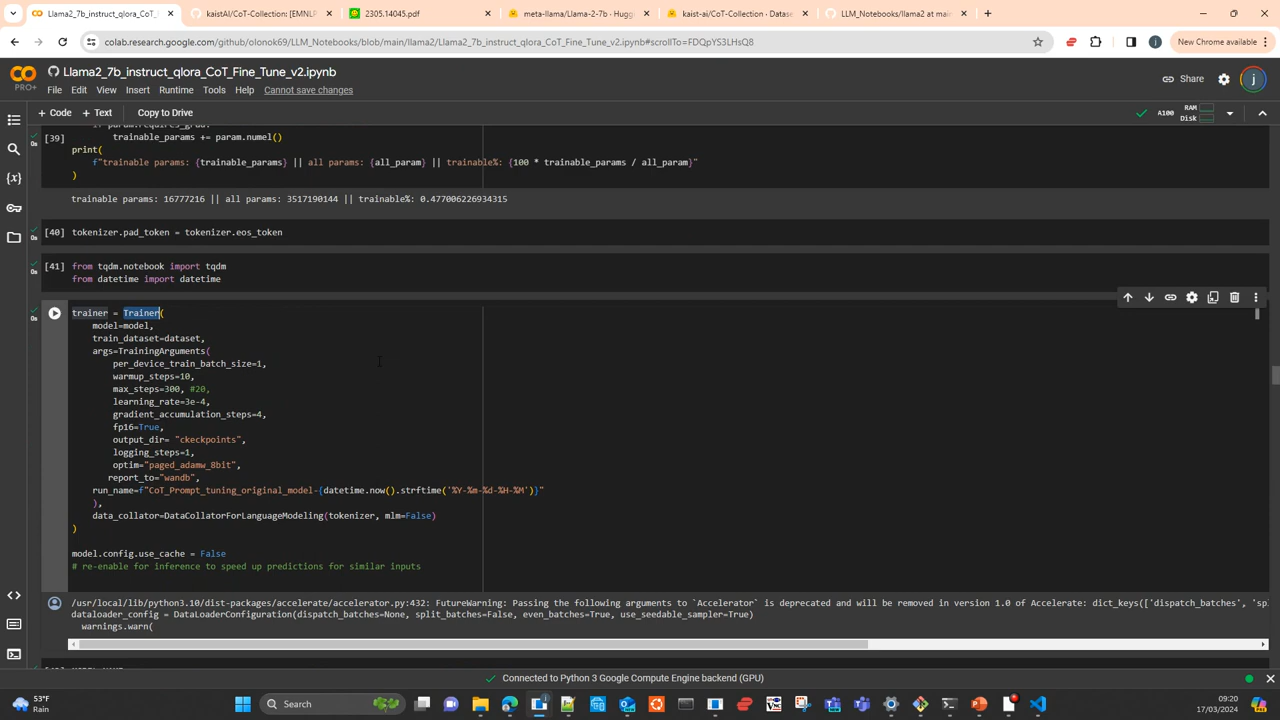 Llama2_7b_instruct_qlora_CoT_F
kaistAI/CoT-Collection: [EMNLP
2305.14045.pdf
meta-llama/Llama-2-7b · Hugg
kaist-ai/CoT-Collection · Datase
LLM_Notebooks/llama2 at main
colab.research.google.com/github/olonok69/LLM_Notebooks/blob/main/llama2/Llama2_7b_instruct_qlora_CoT_Fine_Tune_v2.ipynb#scrollTo=FDQpYS3LHsQ8
New Chrome available
Llama2_7b_instruct_qlora_CoT_Fine_Tune_v2.ipynb
PRO+
File Edit View Insert Runtime Tools Help Cannot save changes
Share
j
+ Code + Text Copy to Drive
A100 RAM Disk
[39]
trainable_params += param.numel()
print(
f"trainable params: {trainable_params} || all params: {all_param} || trainable%: {100 * trainable_params / all_param}"
)
0s
trainable params: 16777216 || all params: 3517190144 || trainable%: 0.477006226934315
[40] tokenizer.pad_token = tokenizer.eos_token
0s
[41] from tqdm.notebook import tqdm
from datetime import datetime
0s
trainer = Trainer(
model=model,
train_dataset=dataset,
args=TrainingArguments(
per_device_train_batch_size=1,
warmup_steps=10,
max_steps=300, #20,
learning_rate=3e-4,
gradient_accumulation_steps=4,
fp16=True,
output_dir= "ckeckpoints",
logging_steps=1,
optim="paged_adamw_8bit",
report_to="wandb",
run_name=f"CoT_Prompt_tuning_original_model-{datetime.now().strftime('%Y-%m-%d-%H-%M')}"
),
data_collator=DataCollatorForLanguageModeling(tokenizer, mlm=False)
)
model.config.use_cache = False
# re-enable for inference to speed up predictions for similar inputs
/usr/local/lib/python3.10/dist-packages/accelerate/accelerator.py:432: FutureWarning: Passing the following arguments to `Accelerator` is deprecated and will be removed in version 1.0 of Accelerate: dict_keys(['dispatch_batches', 'spl
dataloader_config = DataLoaderConfiguration(dispatch_batches=None, split_batches=False, even_batches=True, use_seedable_sampler=True)
warnings.warn(
Connected to Python 3 Google Compute Engine backend (GPU)
53°F
Rain
Search
09:20
17/03/2024